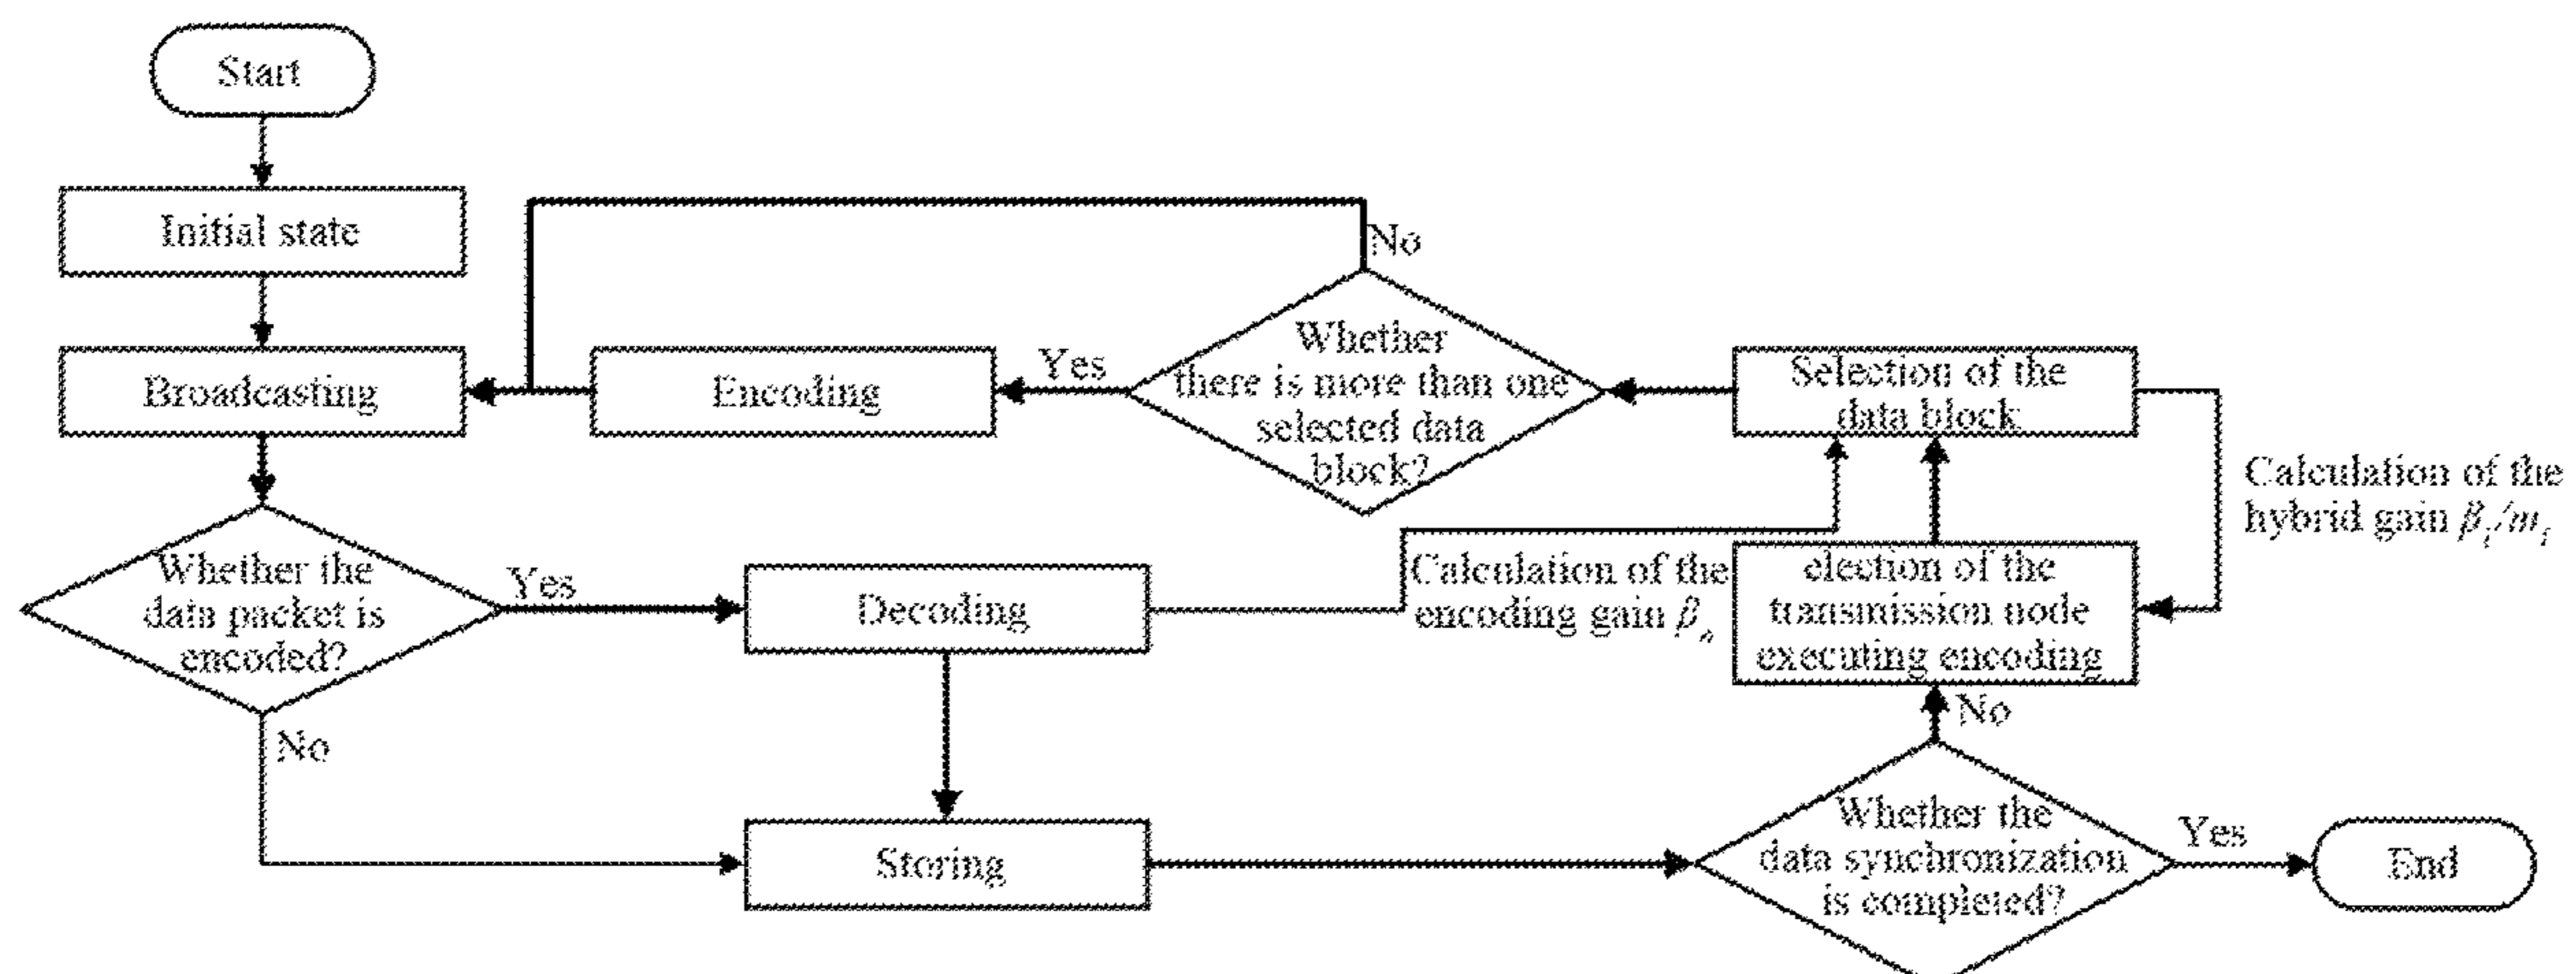 Start
Initial state
Broadcasting
Whether the
data packet is
encoded?
Yes
No
Encoding
Yes
Whether
there is more than one
selected data
block?
No
Selection of the
data block
Calculation of the
hybrid gain βi/mi
Decoding
Calculation of the
encoding gain βn
election of the
transmission node
executing encoding
No
Storing
Whether the
data synchronization
is completed?
Yes
End